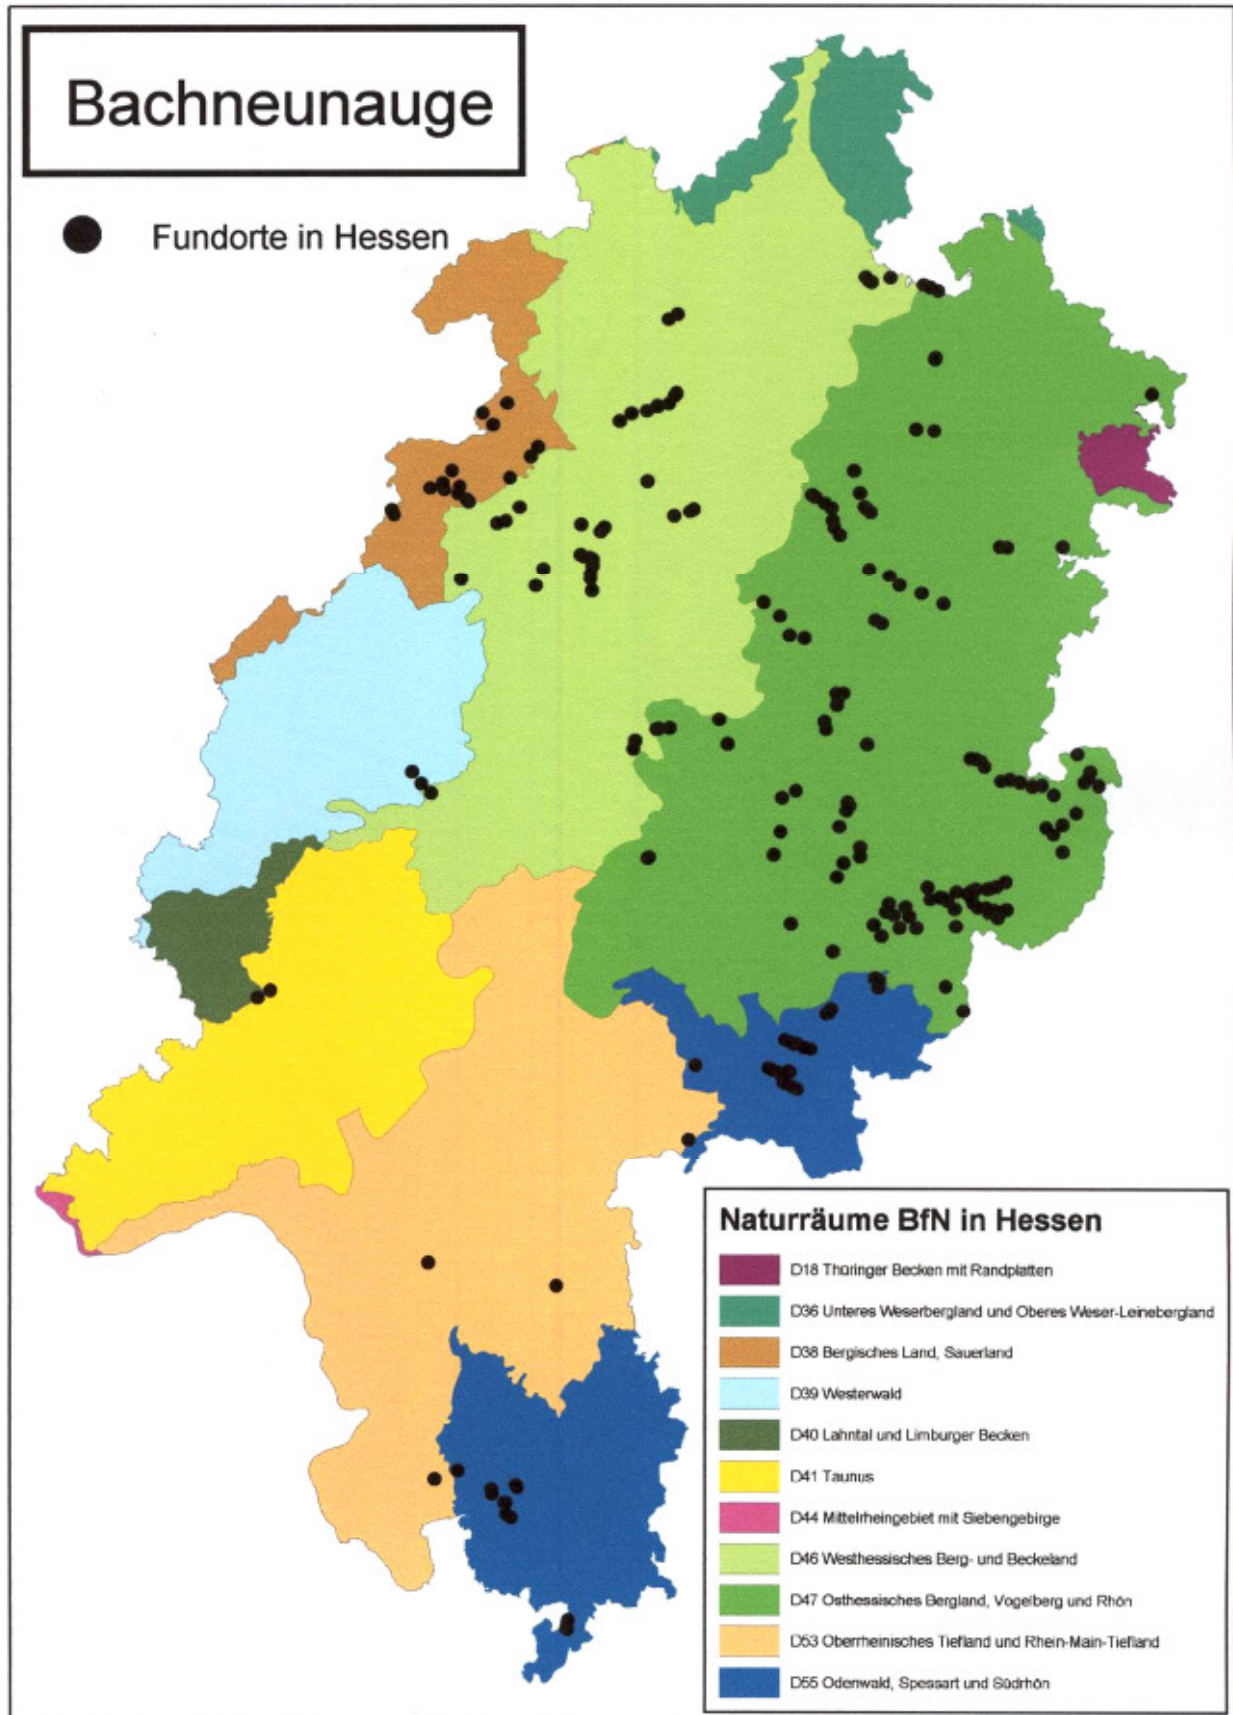 Bachneunauge
Fundorte in Hessen
Naturräume BfN in Hessen
D18 Thüringer Becken mit Randplatten
D36 Unteres Weserbergland und Oberes Weser-Leinebergland
D38 Bergisches Land, Sauerland
D39 Westerwald
D40 Lahntal und Limburger Becken
D41 Taunus
D44 Mittelrheingebiet mit Siebengebirge
D46 Westhessisches Berg- und Beckeland
D47 Osthessisches Bergland, Vogelberg und Rhön
D53 Oberrheinisches Tiefland und Rhein-Main-Tiefland
D55 Odenwald, Spessart und Südrhön